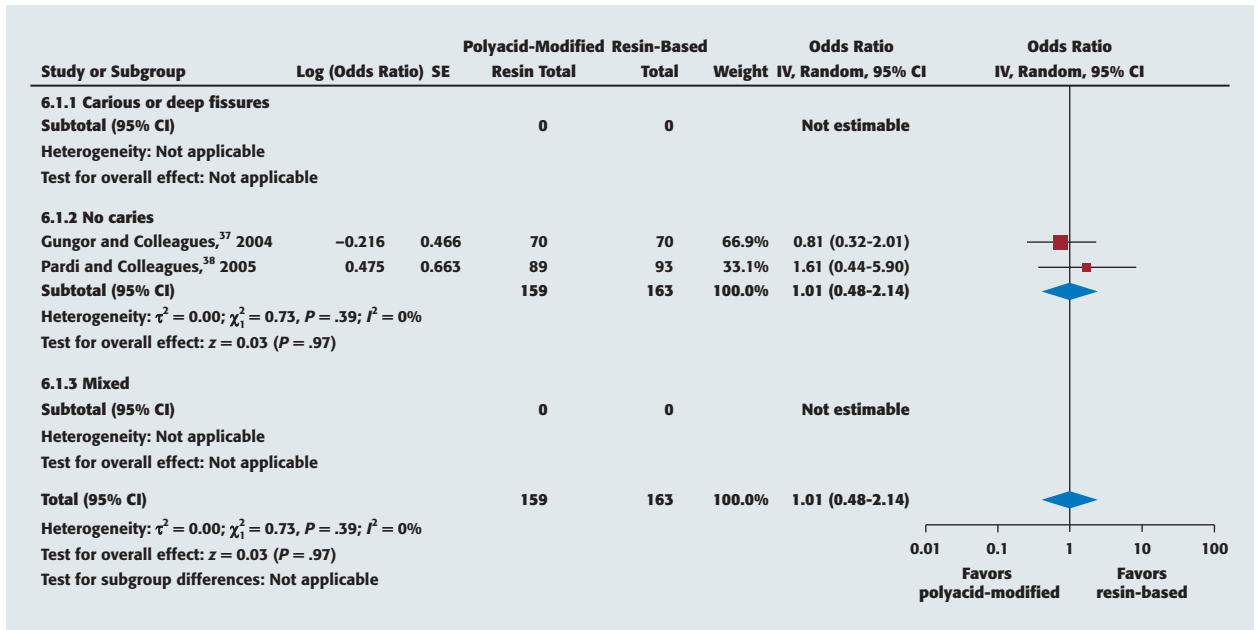 Polyacid-Modified Resin-Based Odds Ratio Odds Ratio
Study or Subgroup Log (Odds Ratio) SE Resin Total Total Weight IV, Random, 95% CI IV, Random, 95% CI
6.1.1 Carious or deep fissures
Subtotal (95% CI) 0 0 Not estimable
Heterogeneity: Not applicable
Test for overall effect: Not applicable
6.1.2 No caries
Gungor and Colleagues,37 2004 –0.216 0.466 70 70 66.9% 0.81 (0.32-2.01)
Pardi and Colleagues,38 2005 0.475 0.663 89 93 33.1% 1.61 (0.44-5.90)
Subtotal (95% CI) 159 163 100.0% 1.01 (0.48-2.14)
Heterogeneity: τ² = 0.00; χ²₁ = 0.73, P = .39; I² = 0%
Test for overall effect: z = 0.03 (P = .97)
6.1.3 Mixed
Subtotal (95% CI) 0 0 Not estimable
Heterogeneity: Not applicable
Test for overall effect: Not applicable
Total (95% CI) 159 163 100.0% 1.01 (0.48-2.14)
Heterogeneity: τ² = 0.00; χ²₁ = 0.73, P = .39; I² = 0%
Test for overall effect: z = 0.03 (P = .97)
Test for subgroup differences: Not applicable
0.01 0.1 1 10 100
Favors Favors
polyacid-modified resin-based